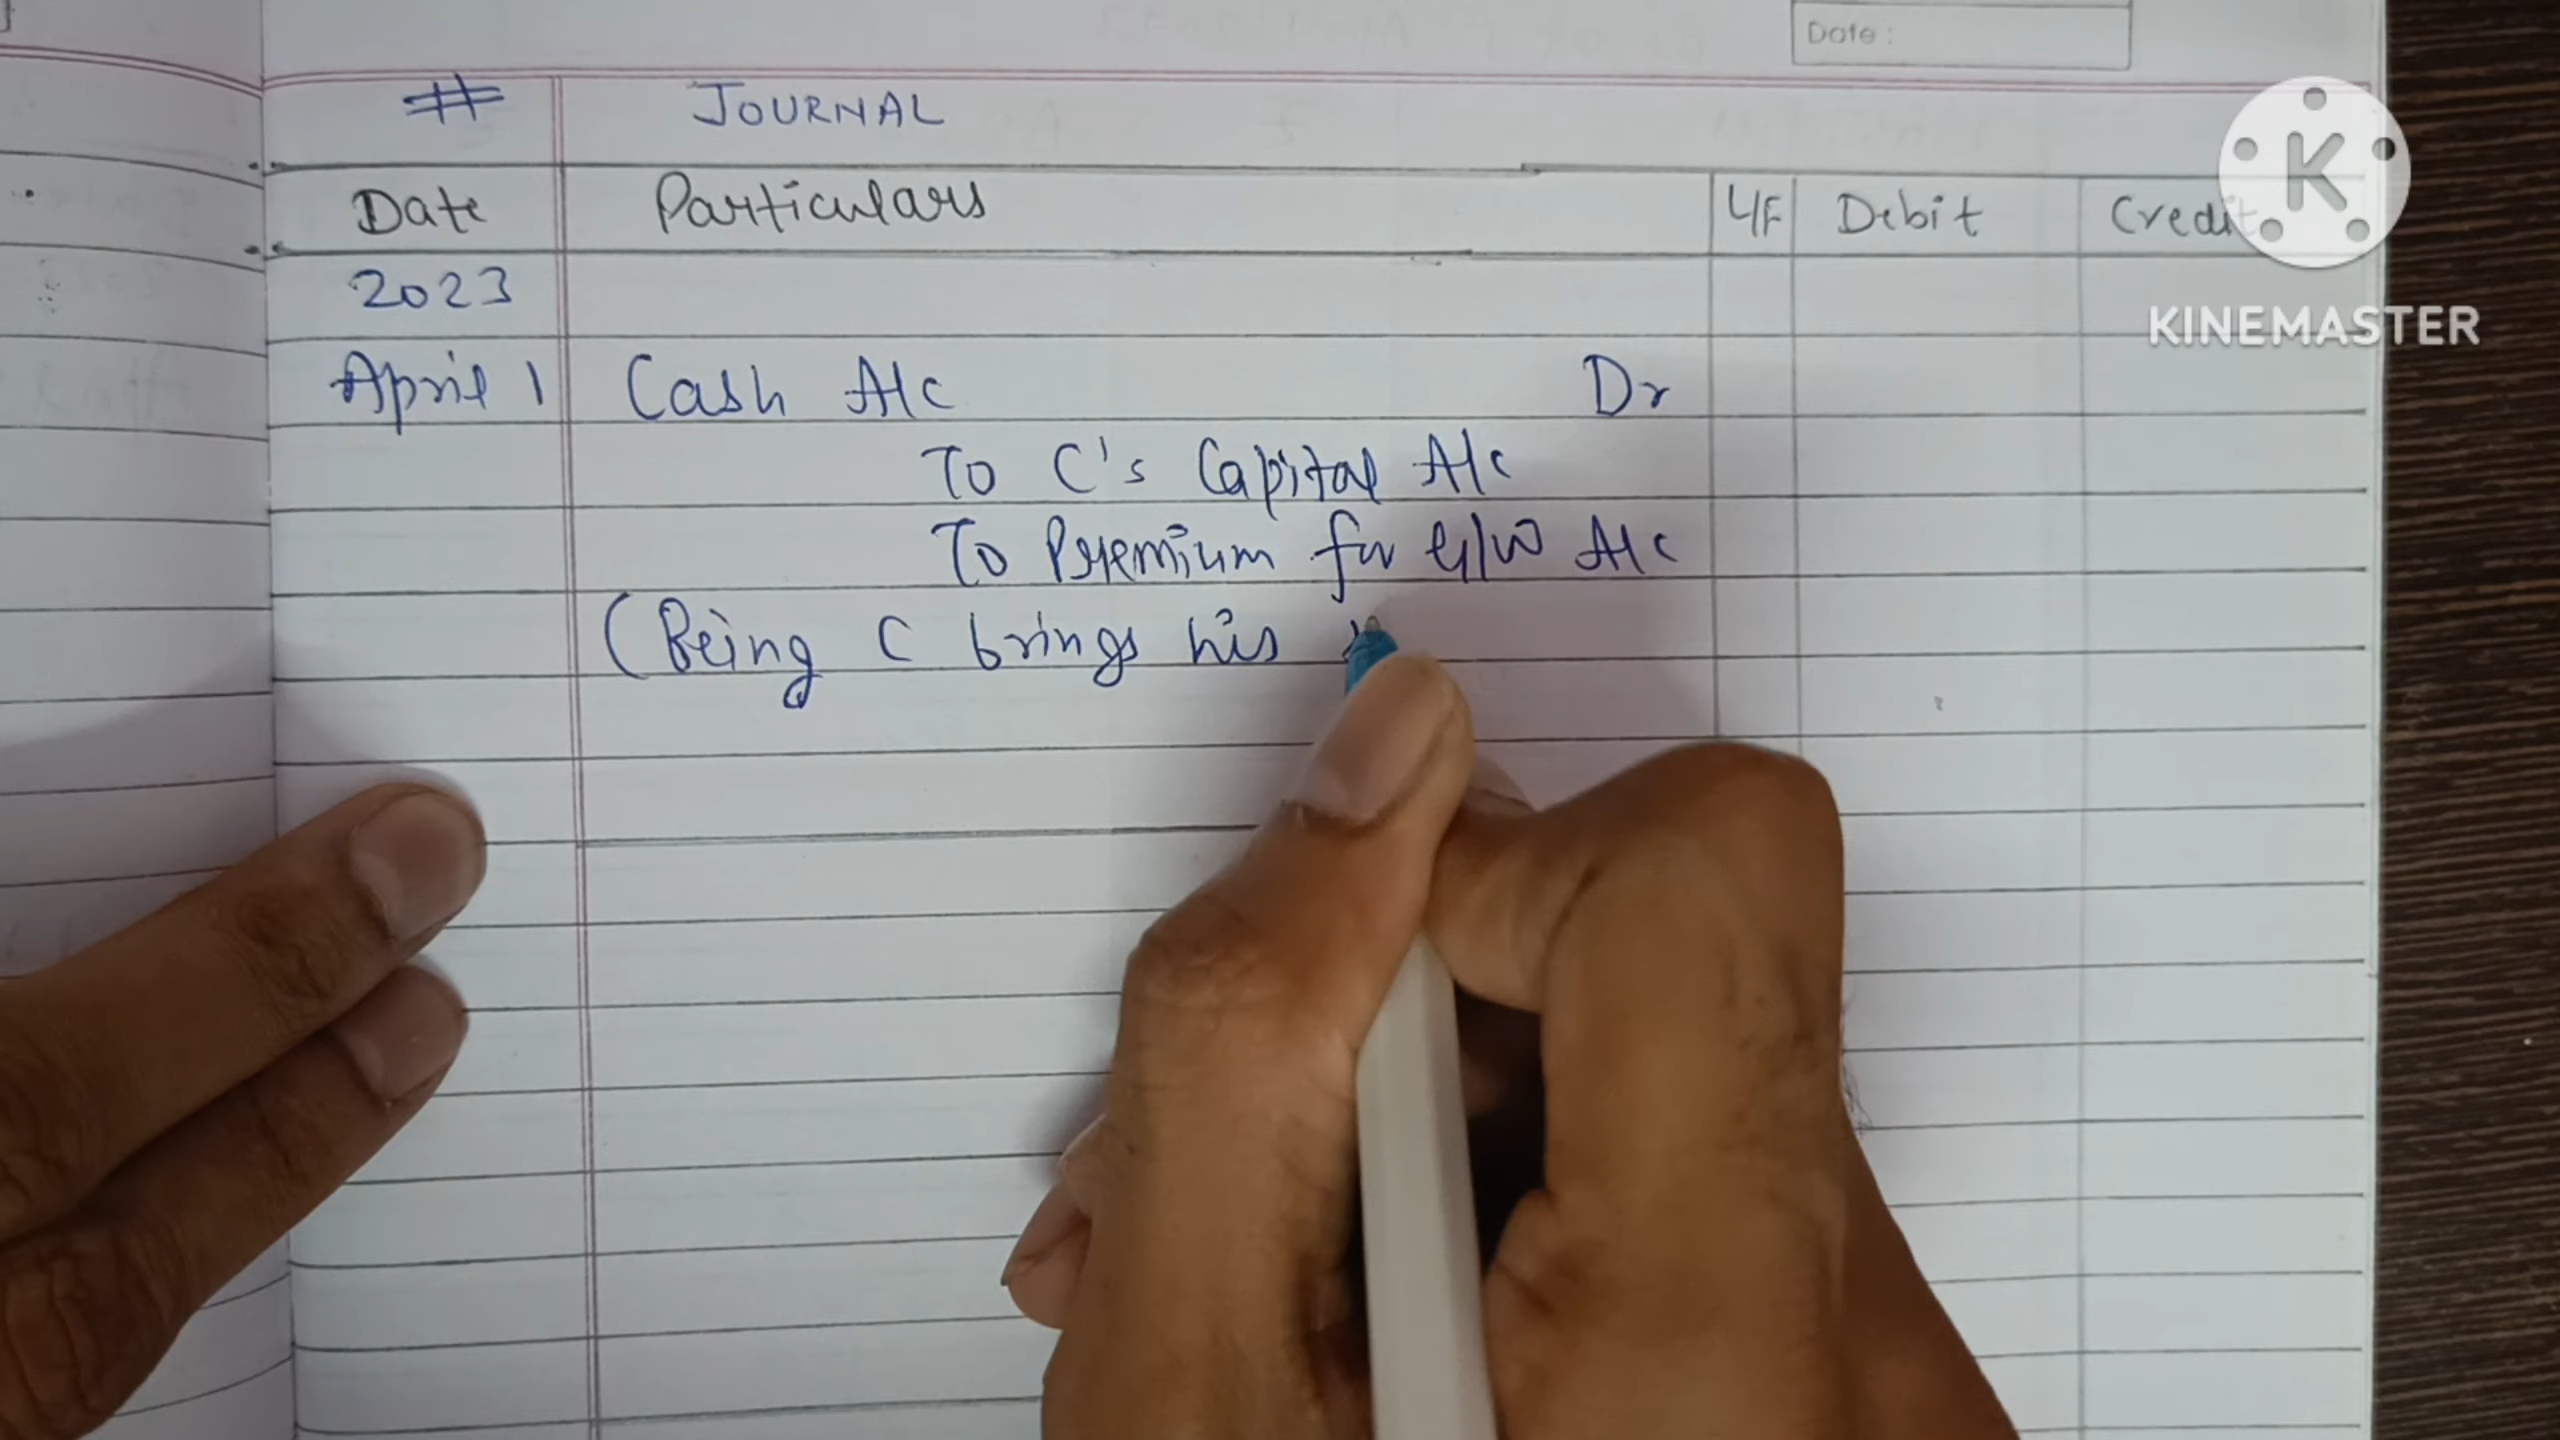 Date :
# JOURNAL
Date Particulars L/F Debit Credit
2023
April 1 Cash A/c Dr
To C's Capital A/c
To Premium for G/W A/c
(Being C brings his
K
KINEMASTER